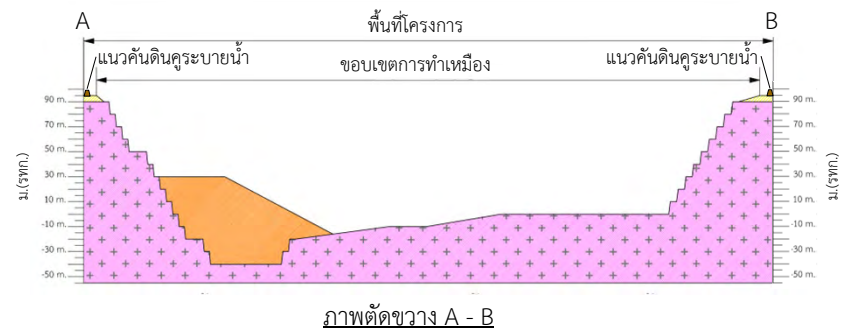 A B
พื้นที่โครงการ
แนวคันดินคูระบายน้ำ ขอบเขตการทำเหมือง แนวคันดินคูระบายน้ำ
90 m. 90 m.
70 m. 70 m.
50 m. 50 m.
30 m. 30 m.
10 m. 10 m.
-10 m. -10 m.
-30 m. -30 m.
-50 m. -50 m.
ม.(รทก.) ม.(รทก.)
ภาพตัดขวาง A - B